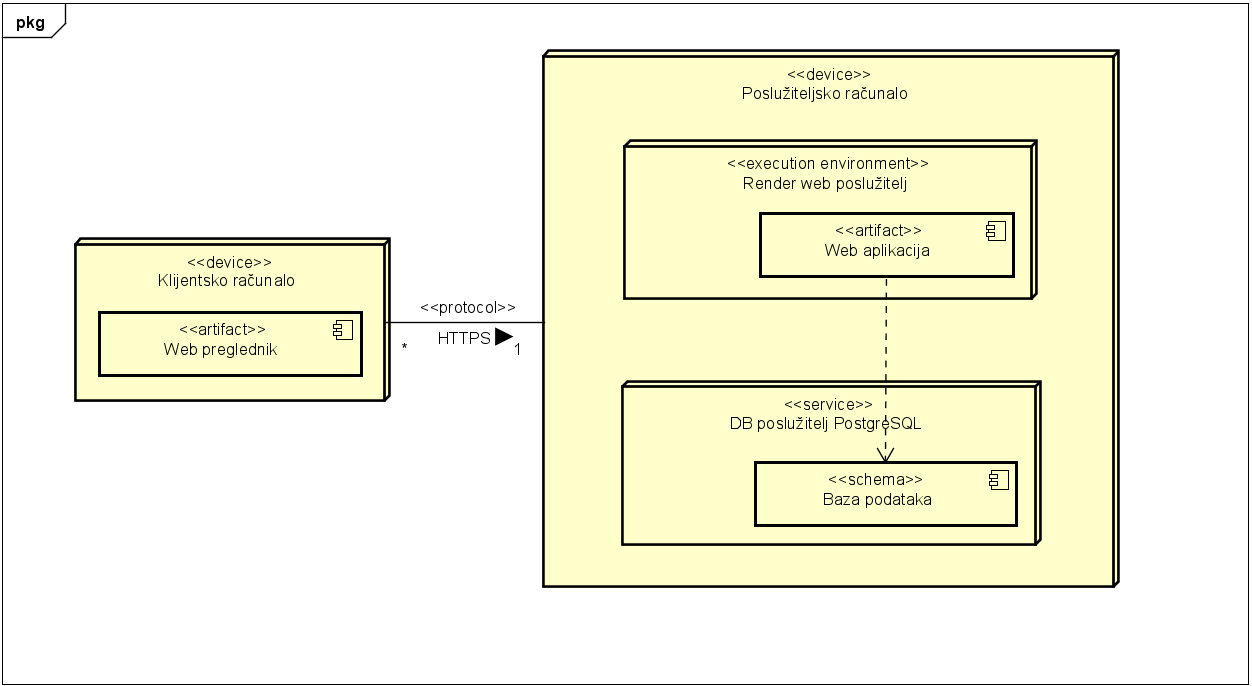 pkg
<<device>>
Poslužiteljsko računalo
<<execution environment>>
Render web poslužitelj
<<artifact>>
Web aplikacija
<<device>>
Klijentsko računalo
<<artifact>>
Web preglednik
<<protocol>>
HTTPS
*
1
<<service>>
DB poslužitelj PostgreSQL
<<schema>>
Baza podataka